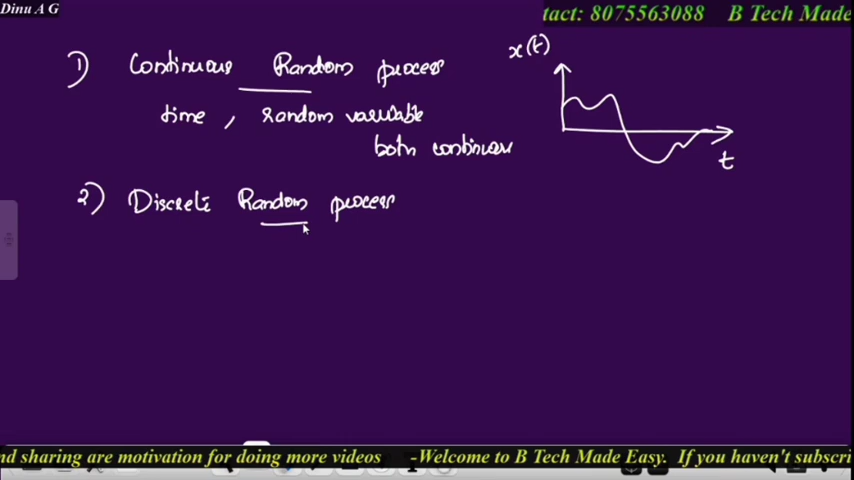 Dinu A G
tact: 8075563088 B Tech Made
1) Continuous Random process
x(t)
time , random variable
both continuous
t
2) Discrete Random process
nd sharing are motivation for doing more videos -Welcome to B Tech Made Easy. If you haven't subscri